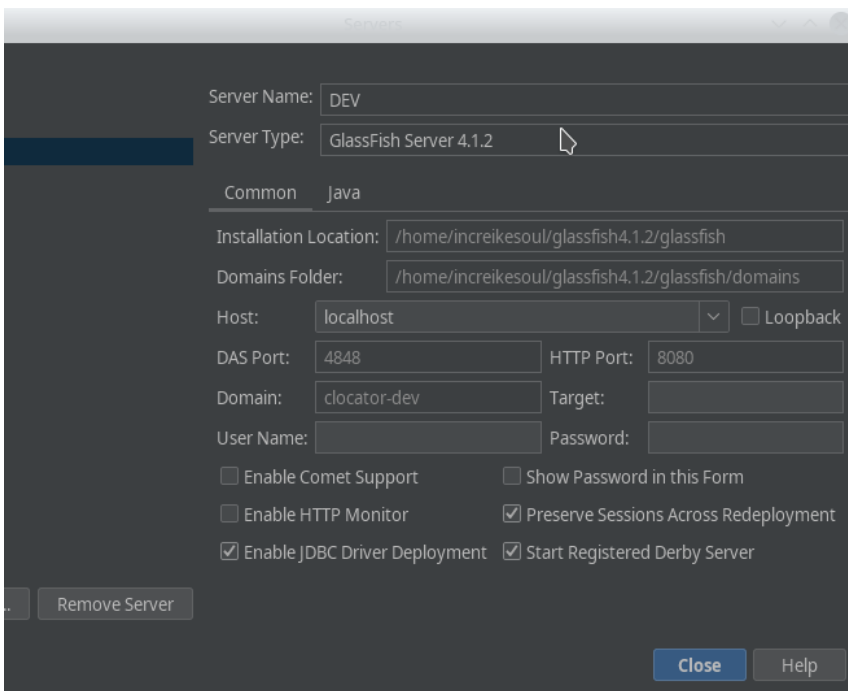 Servers
Server Name: DEV
Server Type: GlassFish Server 4.1.2
Common Java
Installation Location: /home/increikesoul/glassfish4.1.2/glassfish
Domains Folder: /home/increikesoul/glassfish4.1.2/glassfish/domains
Host: localhost Loopback
DAS Port: 4848 HTTP Port: 8080
Domain: clocator-dev Target:
User Name: Password:
Enable Comet Support Show Password in this Form
Enable HTTP Monitor Preserve Sessions Across Redeployment
Enable JDBC Driver Deployment Start Registered Derby Server
.. Remove Server
Close Help